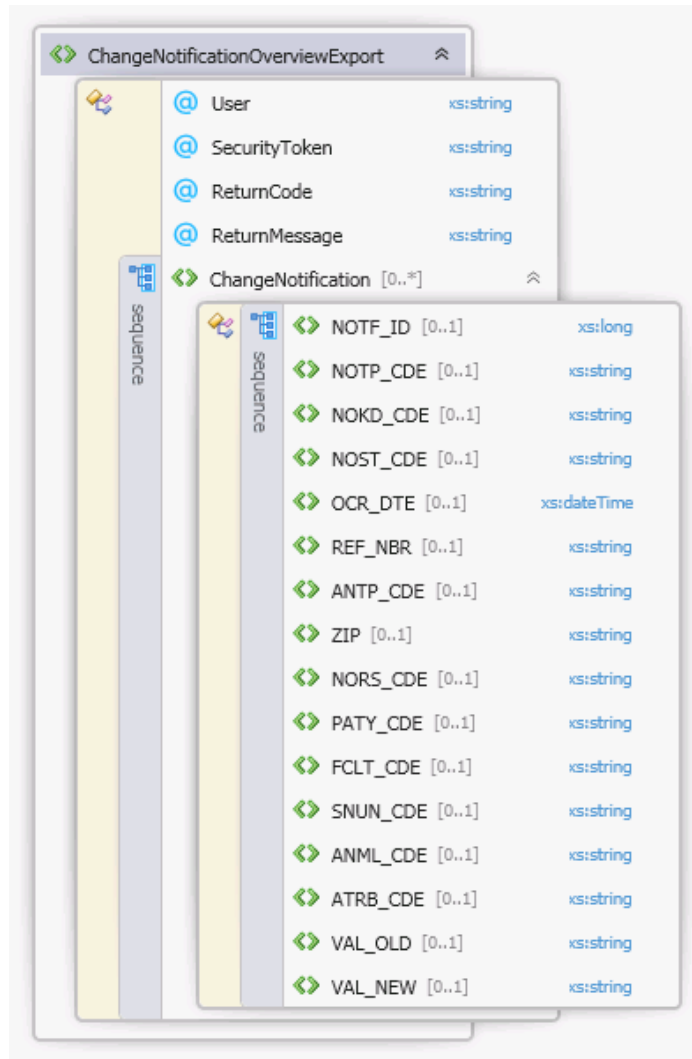 ChangeNotificationOverviewExport
User xs:string
SecurityToken xs:string
ReturnCode xs:string
ReturnMessage xs:string
sequence
ChangeNotification [0..*]
sequence
NOTF_ID [0..1] xs:long
NOTP_CDE [0..1] xs:string
NOKD_CDE [0..1] xs:string
NOST_CDE [0..1] xs:string
OCR_DTE [0..1] xs:dateTime
REF_NBR [0..1] xs:string
ANTP_CDE [0..1] xs:string
ZIP [0..1] xs:string
NORS_CDE [0..1] xs:string
PATY_CDE [0..1] xs:string
FCLT_CDE [0..1] xs:string
SNUN_CDE [0..1] xs:string
ANML_CDE [0..1] xs:string
ATRB_CDE [0..1] xs:string
VAL_OLD [0..1] xs:string
VAL_NEW [0..1] xs:string